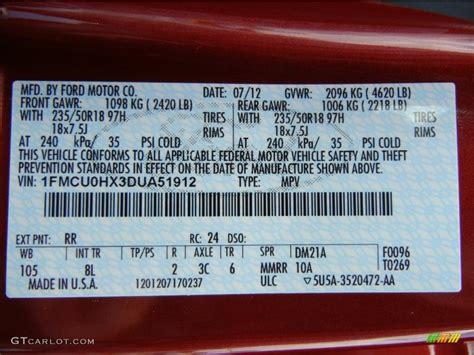 MFD. BY FORD MOTOR CO.
DATE: 07/12 GVWR: 2096 KG (4620 LB)
FRONT GAWR: 1098 KG (2420 LB) REAR GAWR: 1006 KG (2218 LB)
WITH 235/50R18 97H TIRES WITH 235/50R18 97H TIRES
18x7.5J RIMS 18x7.5J RIMS
AT 240 kPa/ 35 PSI COLD AT 240 kPa/ 35 PSI COLD
THIS VEHICLE CONFORMS TO ALL APPLICABLE FEDERAL MOTOR VEHICLE SAFETY AND THEFT
PREVENTION STANDARDS IN EFFECT ON THE DATE OF MANUFACTURE SHOWN ABOVE.
VIN: 1FMCU0HX3DUA51912 TYPE: MPV
EXT PNT: RR RC: 24 DSO:
WB INT TR TP/PS R AXLE TR SPR DM21A F0096
105 8L 2 3C 6 MMRR 10A T0269
MADE IN U.S.A. 1201207170237 ULC 5U5A-3520472-AA
GTCARLOT.COM